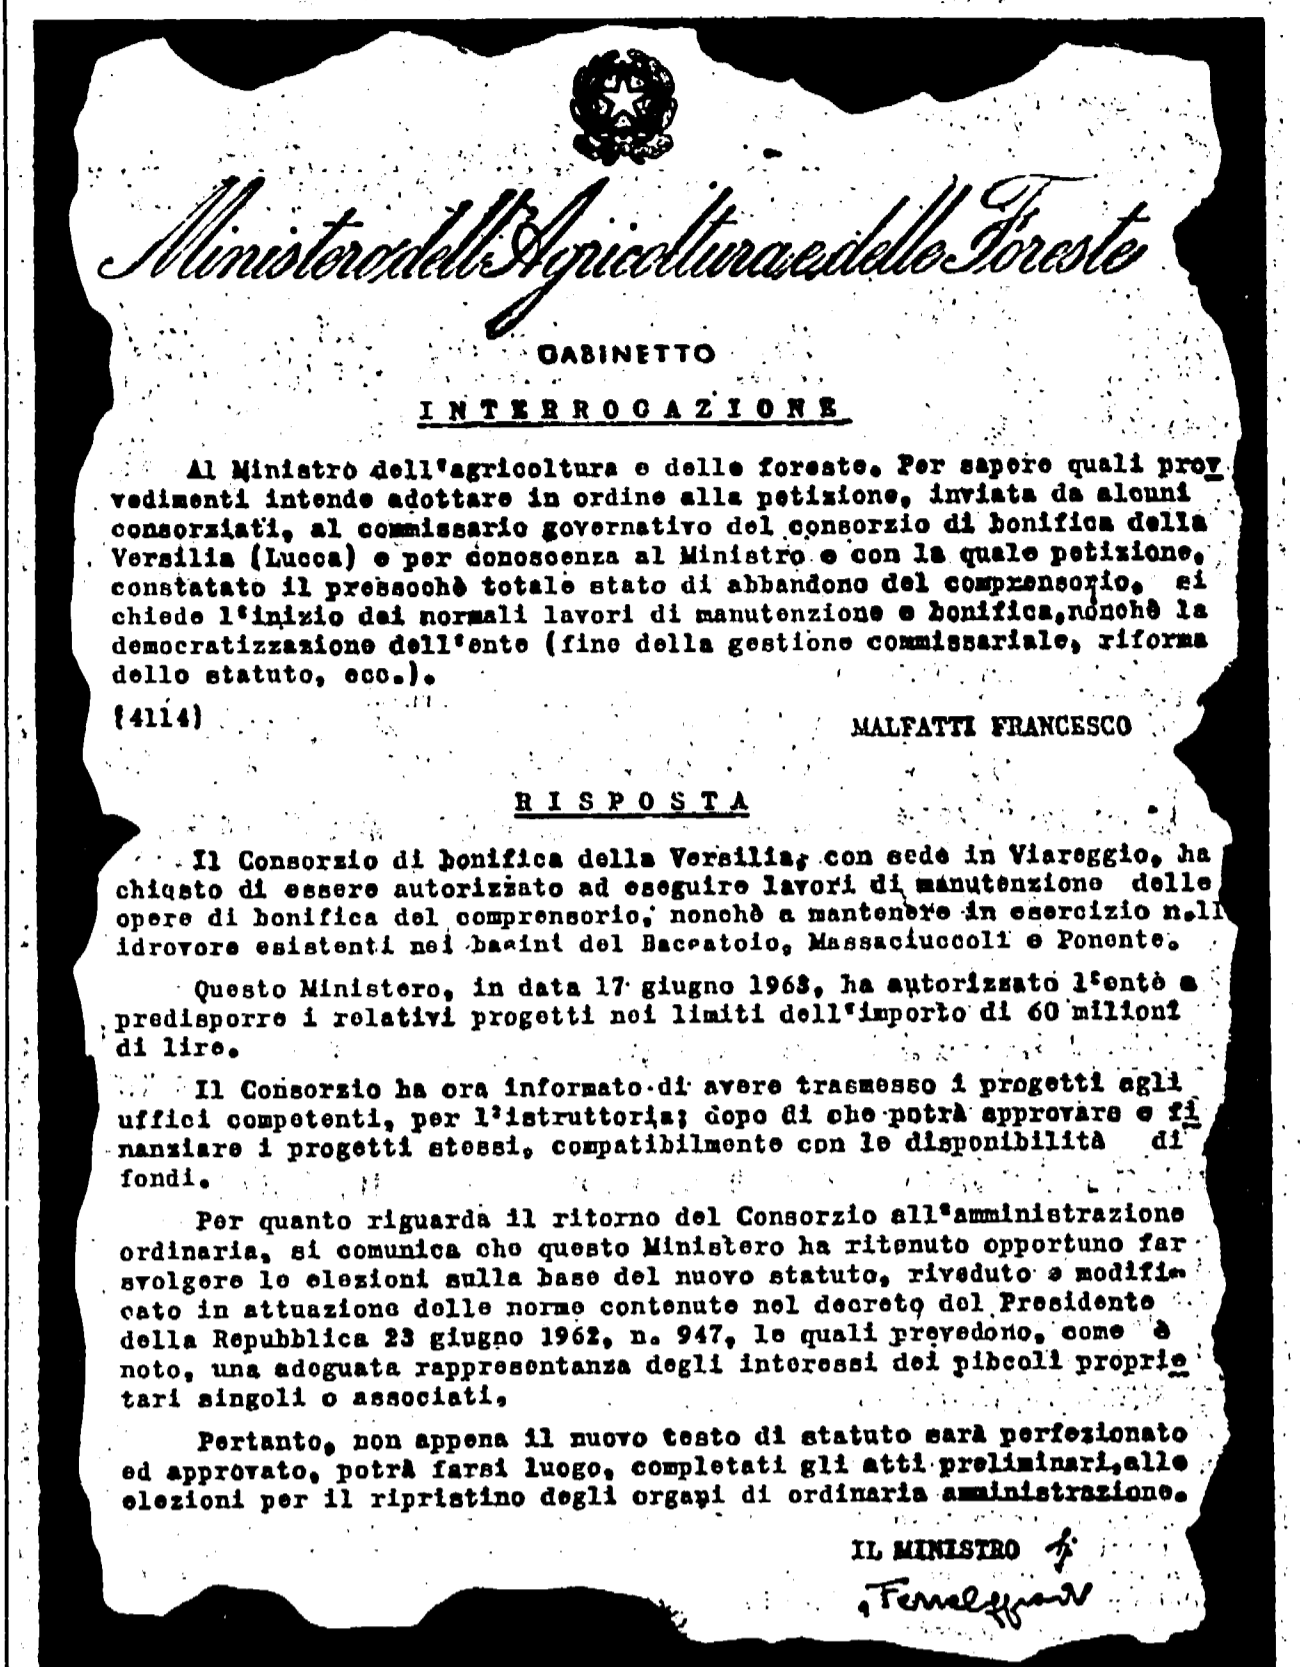 Ministero dell'Agricoltura e delle Foreste
GABINETTO
INTERROGAZIONE
Al Ministro dell'agricoltura e delle foreste. Per sapere quali prov
vedimenti intende adottare in ordine alla petizione, inviata da alcuni
consorziati, al commissario governativo del consorzio di bonifica della
Versilia (Lucca) e per conoscenza al Ministro e con la quale petizione,
constatato il pressochè totale stato di abbandono del comprensorio, si
chiede l'inizio dei normali lavori di manutenzione e bonifica, nonchè la
democratizzazione dell'ente (fine della gestione commissariale, riforma
dello statuto, ecc.).
(4114)
MALFATTI FRANCESCO
RISPOSTA
Il Consorzio di bonifica della Versilia, con sede in Viareggio, ha
chiesto di essere autorizzato ad eseguire lavori di manutenzione delle
opere di bonifica del comprensorio, nonchè a mantenere in esercizio
idrovore esistenti nei bacini del Baccatoio, Massaciuccoli e Ponente.
Questo Ministero, in data 17 giugno 1968, ha autorizzato l'ente a
predisporre i relativi progetti nei limiti dell'importo di 60 milioni
di lire.
Il Consorzio ha ora informato di avere trasmesso i progetti agli
uffici competenti, per l'istruttoria; dopo di che potrà approvare e fi
nanziare i progetti stessi, compatibilmente con le disponibilità di
fondi.
Per quanto riguarda il ritorno del Consorzio all'amministrazione
ordinaria, si comunica che questo Ministero ha ritenuto opportuno far
svolgere le elezioni sulla base del nuovo statuto, riveduto e modifi-
cato in attuazione delle norme contenute nel decreto del Presidente
della Repubblica 23 giugno 1962, n. 947, le quali prevedono, come è
noto, una adeguata rappresentanza degli interessi dei piccoli proprie
tari singoli o associati,
Pertanto, non appena il nuovo testo di statuto sarà perfezionato
ed approvato, potrà farsi luogo, completati gli atti preliminari, alle
elezioni per il ripristino degli organi di ordinaria amministrazione.
IL MINISTRO